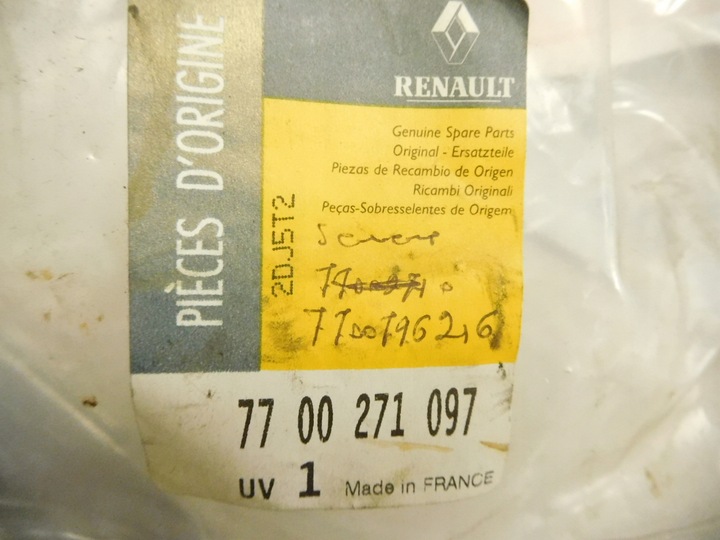 PIÈCES D'ORIGINE
RENAULT
Genuine Spare Parts
Original - Ersatzteile
Piezas de Recambio de Origen
Ricambi Originali
Peças-Sobresselentes de Origem
2DJ5T2
77 00 271 097
UV 1 Made in FRANCE